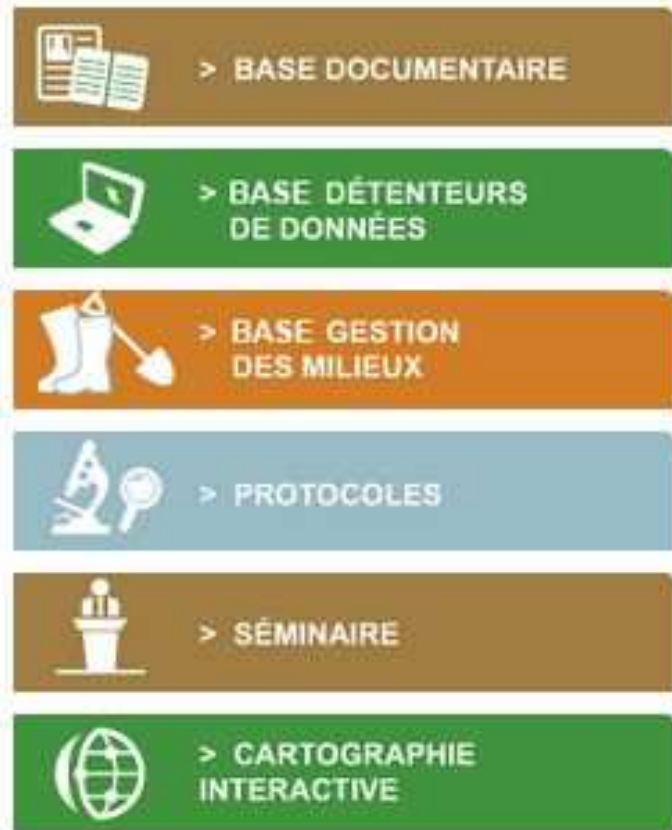 > BASE DOCUMENTAIRE
> BASE DÉTENTEURS
DE DONNÉES
> BASE GESTION
DES MILIEUX
> PROTOCOLES
> SÉMINAIRE
> CARTOGRAPHIE
INTERACTIVE